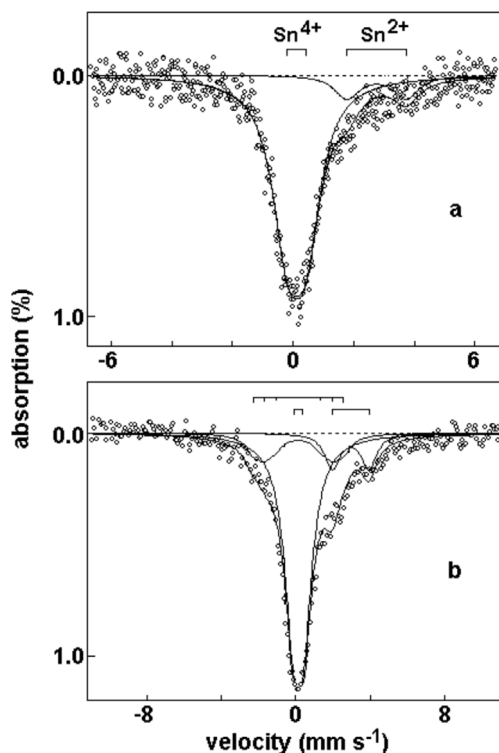 Sn⁴⁺ Sn²⁺
0.0
a
1.0
-6 0 6
absorption (%)
0.0
b
1.0
-8 0 8
velocity (mm s⁻¹)